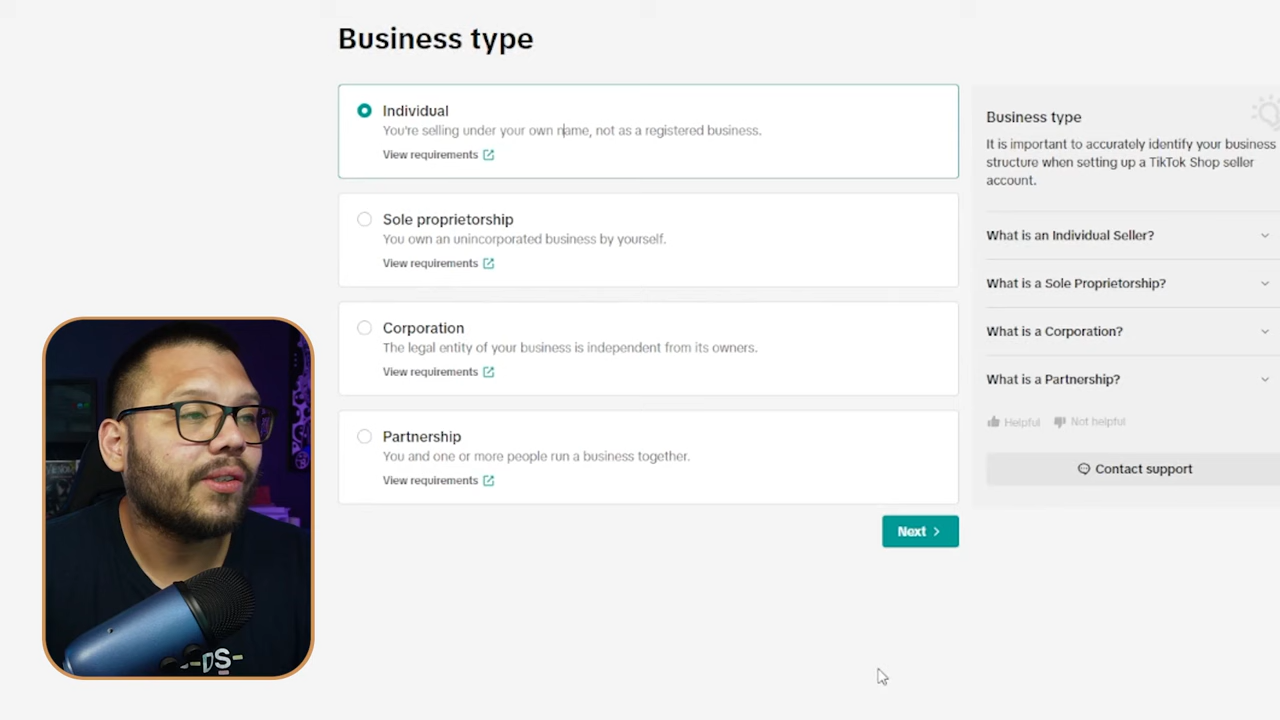 Business type
Individual
You're selling under your own name, not as a registered business.
View requirements
Sole proprietorship
You own an unincorporated business by yourself.
View requirements
Corporation
The legal entity of your business is independent from its owners.
View requirements
Partnership
You and one or more people run a business together.
View requirements
Next
Business type
It is important to accurately identify your business
structure when setting up a TikTok Shop seller
account.
What is an Individual Seller?
What is a Sole Proprietorship?
What is a Corporation?
What is a Partnership?
Helpful Not helpful
Contact support